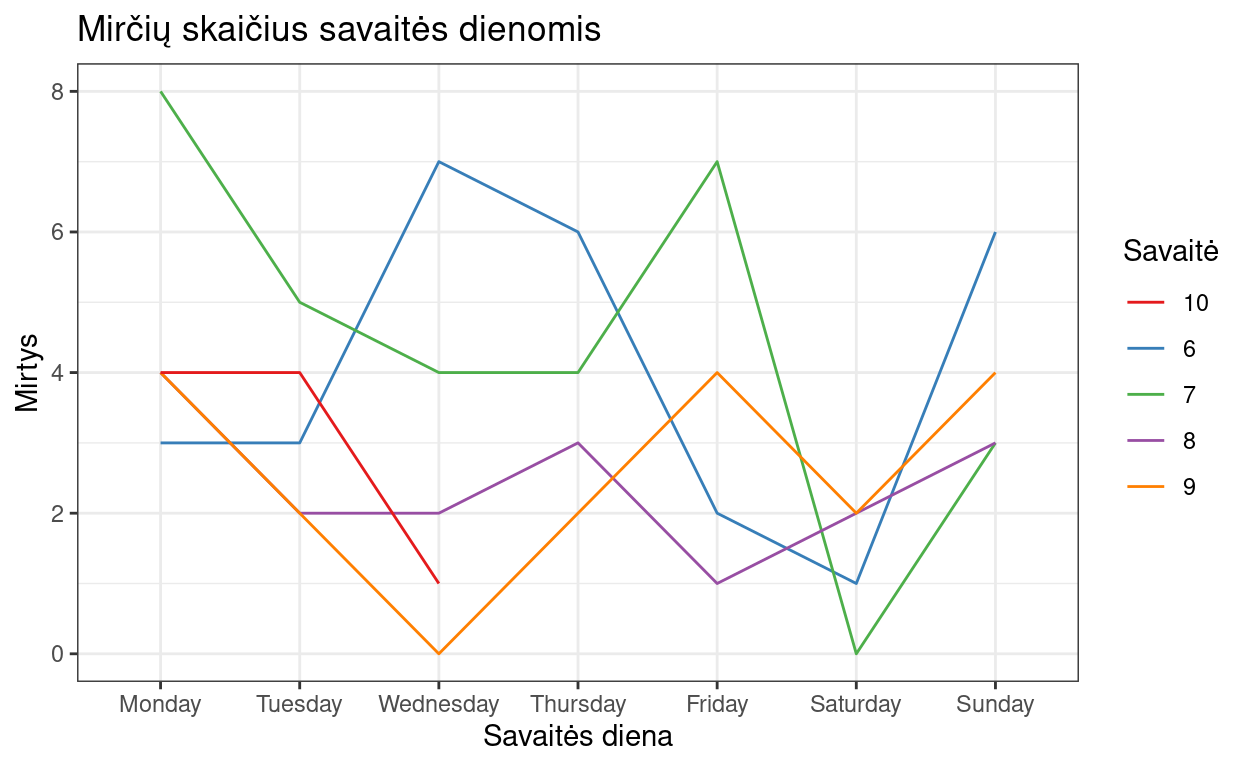 Mirčių skaičius savaitės dienomis
Mirtys
8
6
4
2
0
Monday Tuesday Wednesday Thursday Friday Saturday Sunday
Savaitės diena
Savaitė
10
6
7
8
9